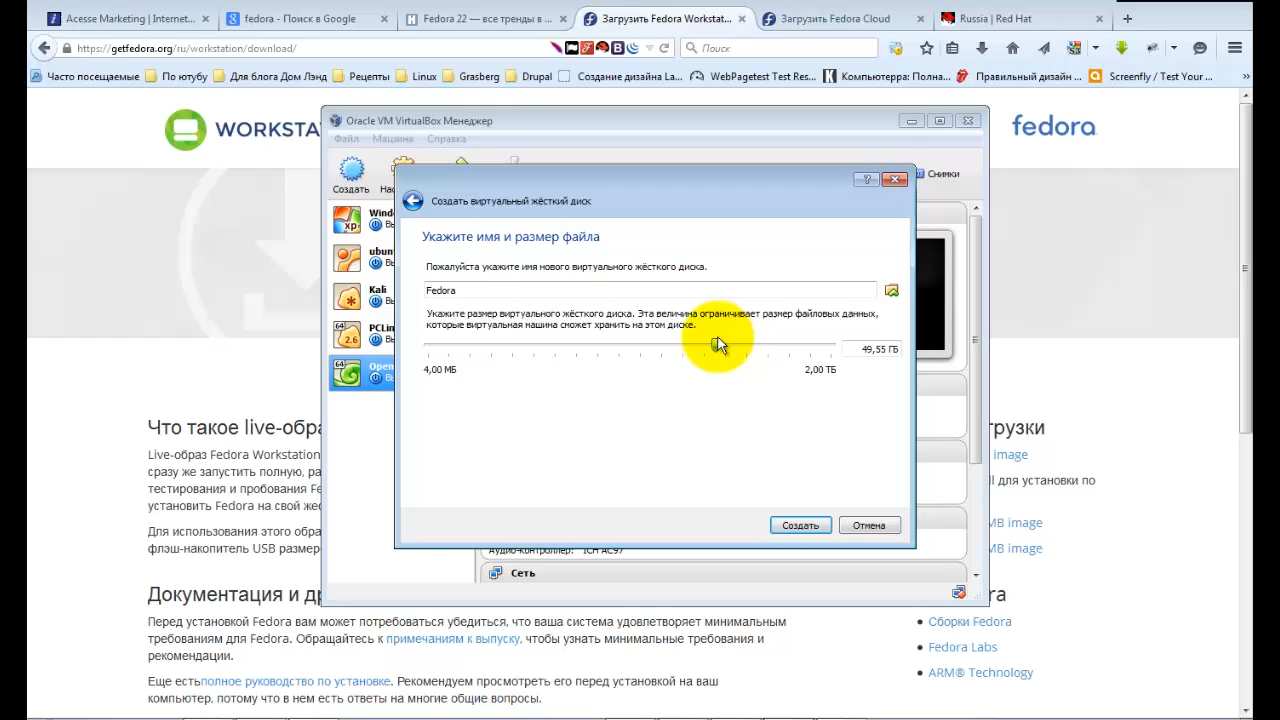 Acesse Marketing | Internet...
fedora - Поиск в Google
Fedora 22 — все тренды в ...
Загрузить Fedora Workstat...
Загрузить Fedora Cloud
Russia | Red Hat
https://getfedora.org/ru/workstation/download/
Поиск
Часто посещаемые
По ютубу
Для блога Дом Лэнд
Рецепты
Linux
Grasberg
Drupal
Создание дизайна La...
WebPagetest Test Res...
Компьютерра: Полна...
Правильный дизайн ...
Screenfly / Test Your ...
WORKSTA
fedora
Oracle VM VirtualBox Менеджер
Файл Машина Справка
Создать
Снимки
Wind
ubun
Kali
PCLin
Open
Создать виртуальный жёсткий диск
Укажите имя и размер файла
Пожалуйста укажите имя нового виртуального жёсткого диска.
Fedora
Укажите размер виртуального жёсткого диска. Эта величина ограничивает размер файловых данных,
которые виртуальная машина сможет хранить на этом диске.
49,55 ГБ
4,00 МБ
2,00 ТБ
Создать
Отмена
Аудио-контроллер: ICH AC97
Сеть
Что такое live-обра
Live-образ Fedora Workstation
сразу же запустить полную, ра
тестирования и пробования Fe
установить Fedora на свой жес
Для использования этого обра
флэш-накопитель USB размеро
грузки
image
ll для установки по
MB image
MB image
Документация и др
Перед установкой Fedora вам может потребоваться убедиться, что ваша система удовлетворяет минимальным
требованиям для Fedora. Обращайтесь к примечаниям к выпуску, чтобы узнать минимальные требования и
рекомендации.
Еще есть полное руководство по установке. Рекомендуем просмотреть его перед установкой на ваш
компьютер, потому что в нем есть ответы на многие общие вопросы.
ra
Сборки Fedora
Fedora Labs
ARM® Technology